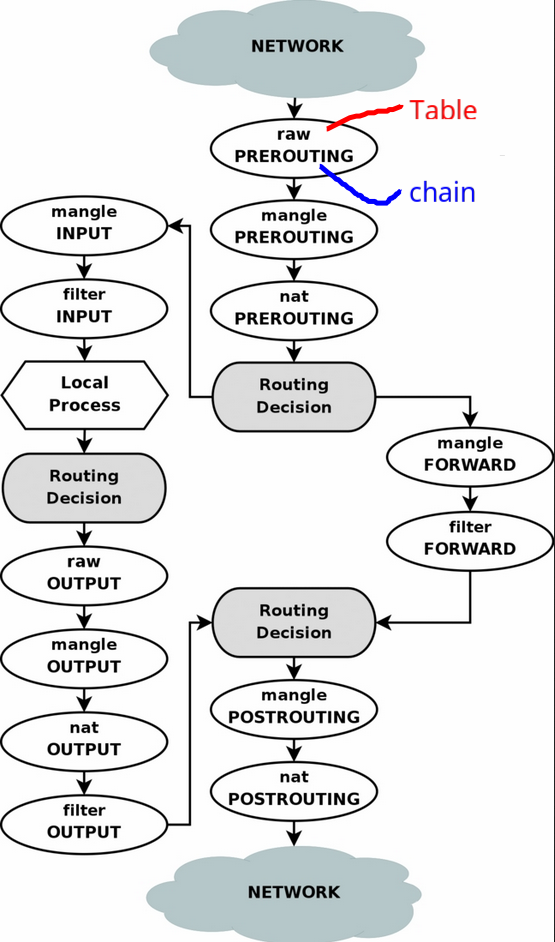 NETWORK
raw
PREROUTING
Table
chain
mangle
PREROUTING
nat
PREROUTING
Routing
Decision
mangle
INPUT
filter
INPUT
Local
Process
Routing
Decision
raw
OUTPUT
mangle
OUTPUT
nat
OUTPUT
filter
OUTPUT
mangle
FORWARD
filter
FORWARD
Routing
Decision
mangle
POSTROUTING
nat
POSTROUTING
NETWORK